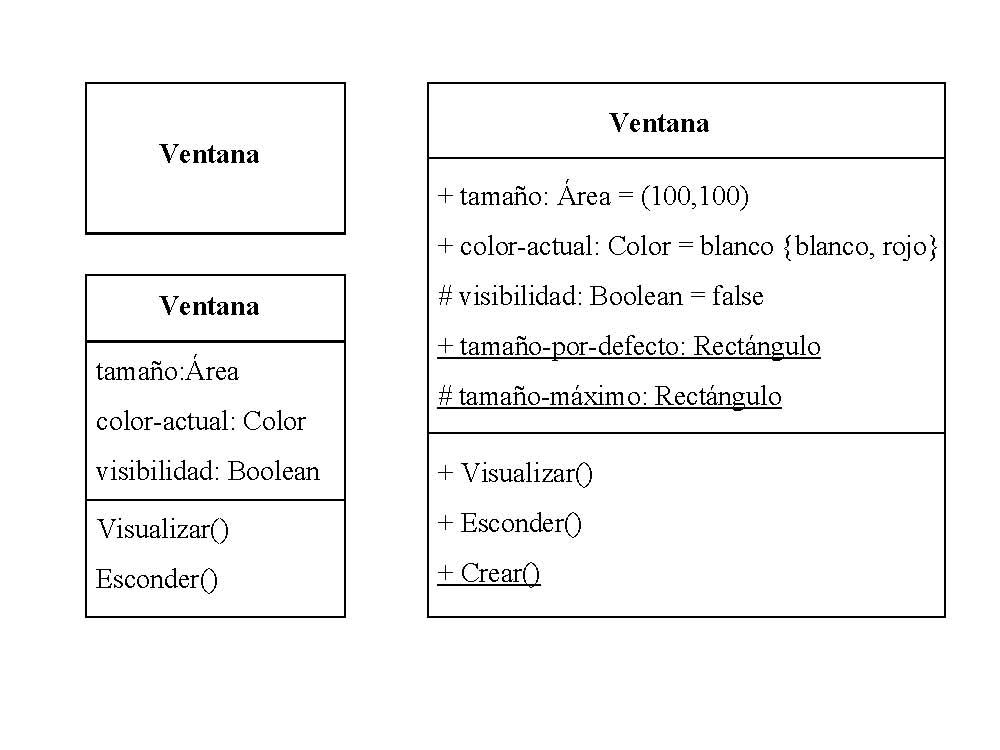 Ventana
Ventana
tamaño:Área
color-actual: Color
visibilidad: Boolean
Visualizar()
Esconder()
Ventana
+ tamaño: Área = (100,100)
+ color-actual: Color = blanco {blanco, rojo}
# visibilidad: Boolean = false
+ tamaño-por-defecto: Rectángulo
# tamaño-máximo: Rectángulo
+ Visualizar()
+ Esconder()
+ Crear()